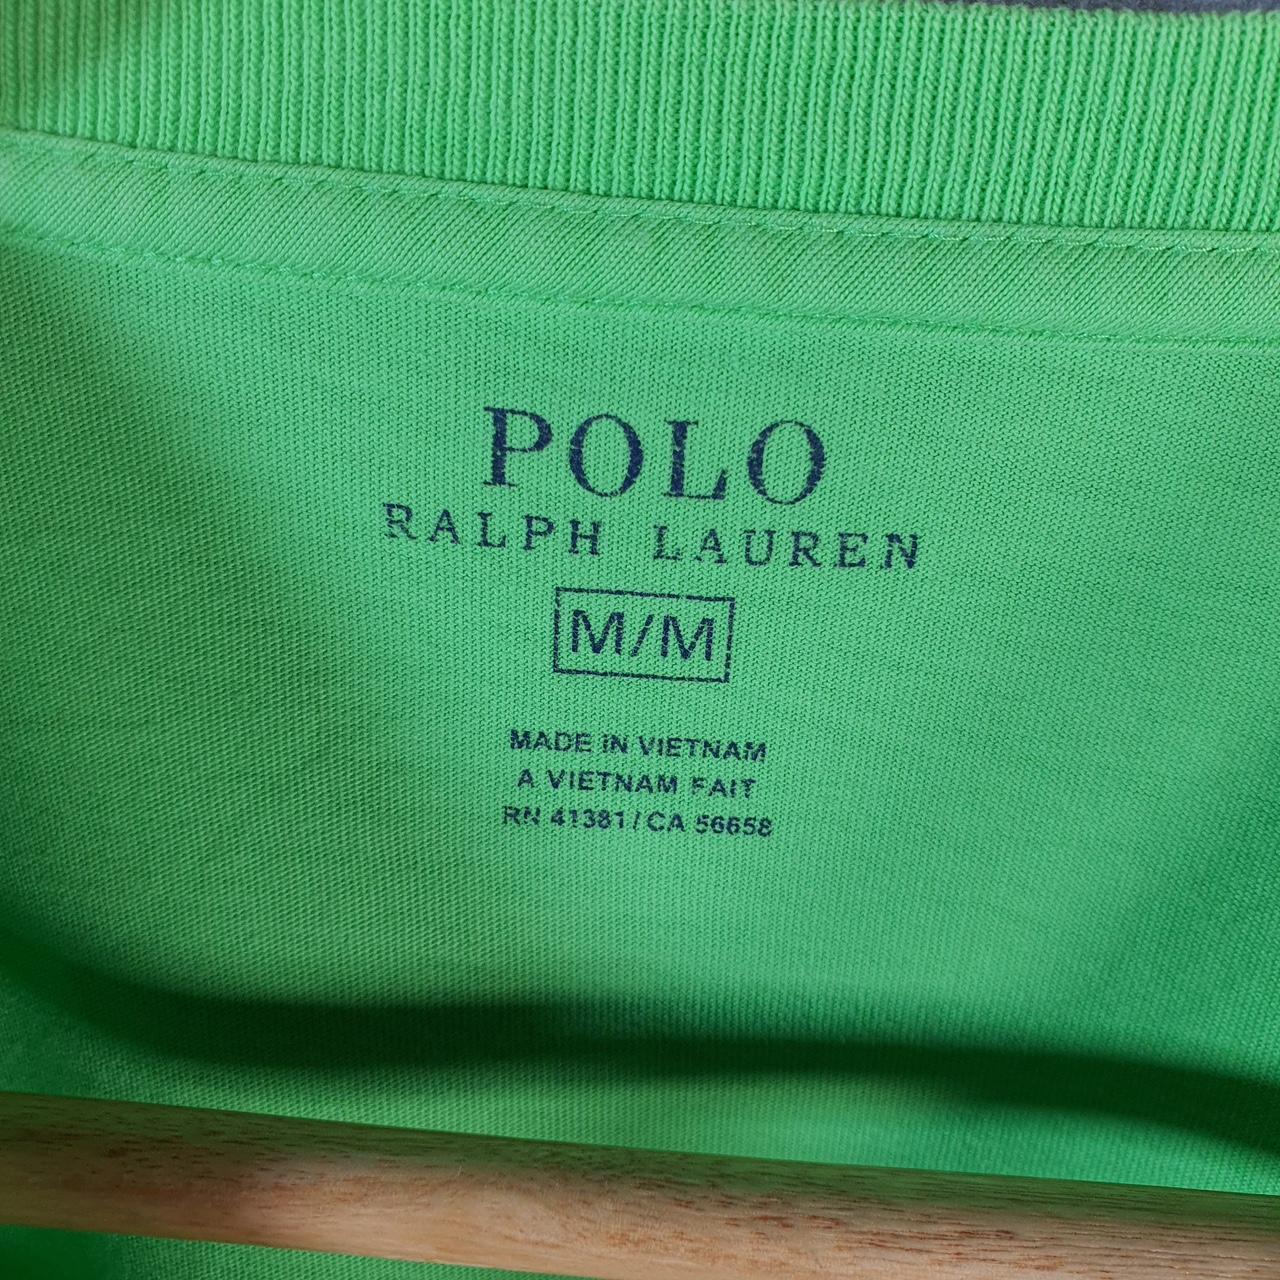 POLO
RALPH LAUREN
M/M
MADE IN VIETNAM
A VIETNAM FAIT
RN 41381 / CA 56658